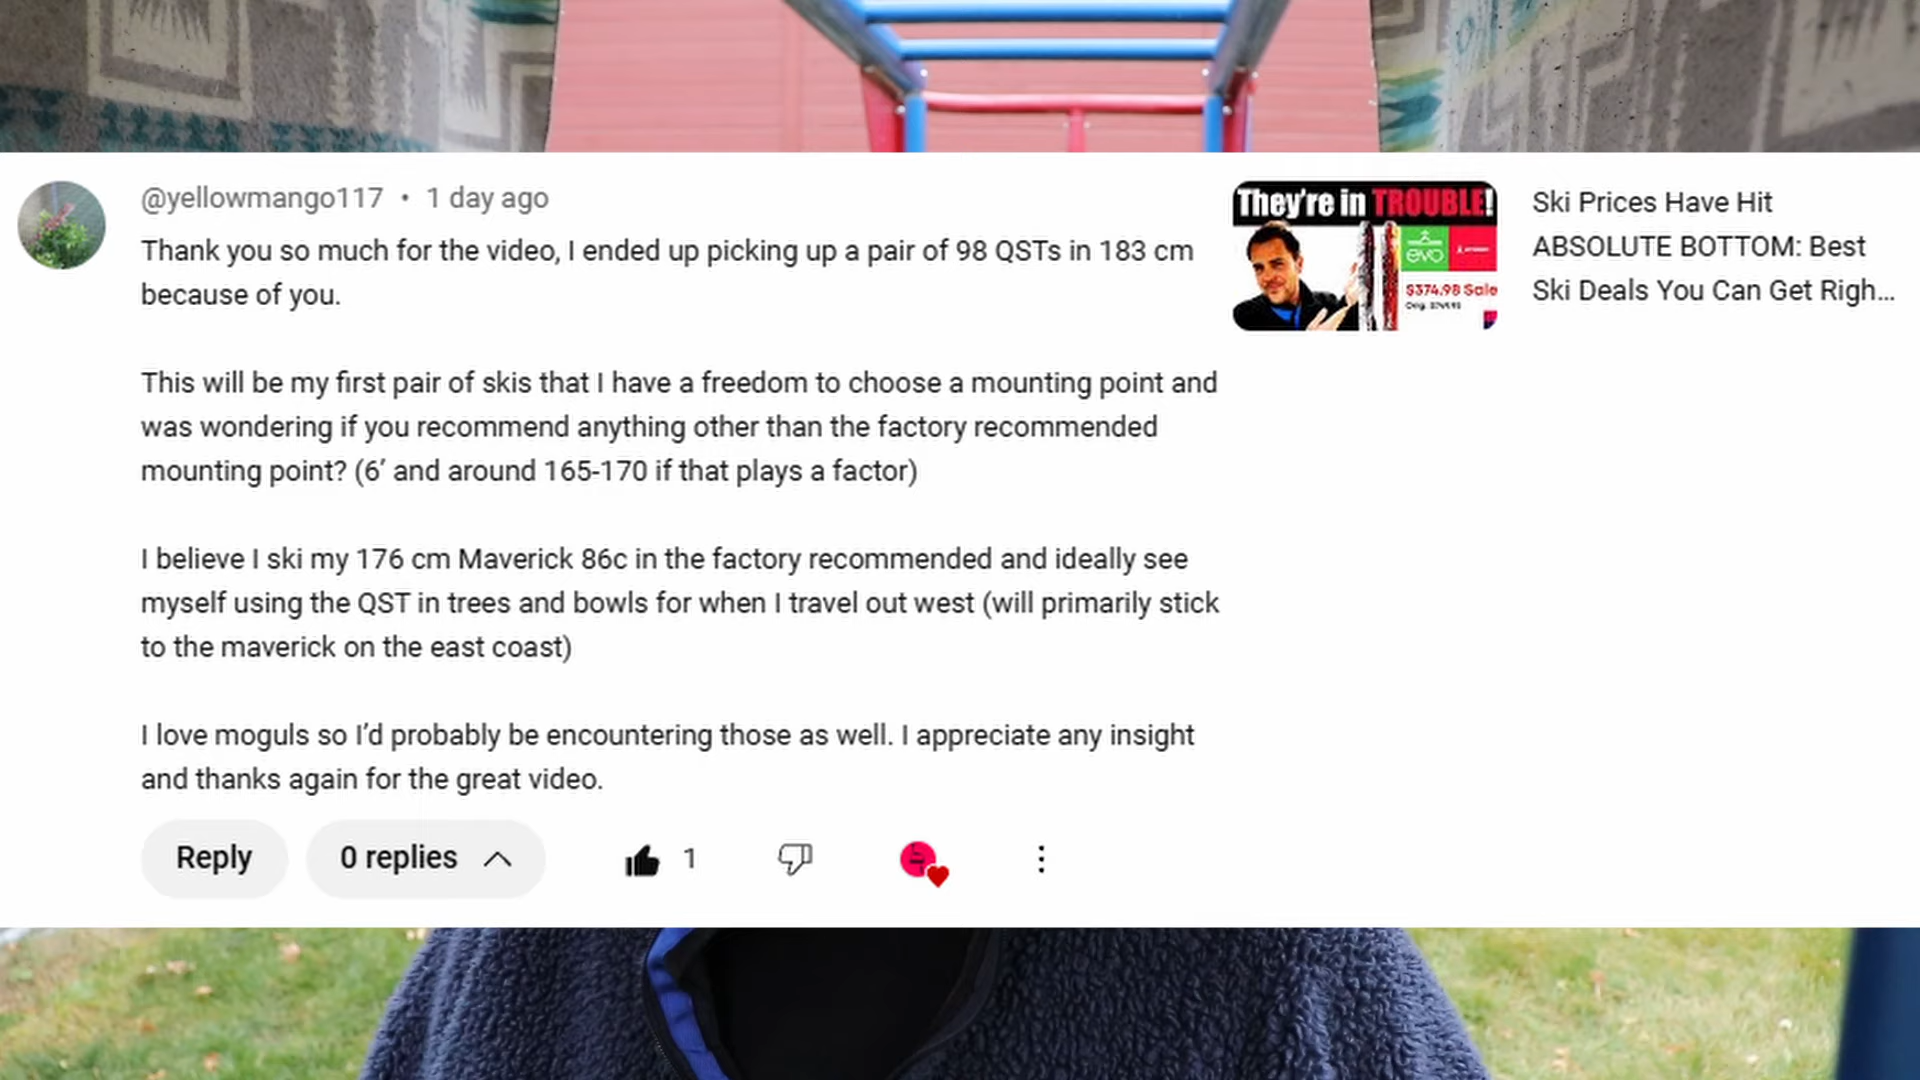 @yellowmango117 • 1 day ago
Thank you so much for the video, I ended up picking up a pair of 98 QSTs in 183 cm
because of you.
This will be my first pair of skis that I have a freedom to choose a mounting point and
was wondering if you recommend anything other than the factory recommended
mounting point? (6’ and around 165-170 if that plays a factor)
I believe I ski my 176 cm Maverick 86c in the factory recommended and ideally see
myself using the QST in trees and bowls for when I travel out west (will primarily stick
to the maverick on the east coast)
I love moguls so I’d probably be encountering those as well. I appreciate any insight
and thanks again for the great video.
Reply 0 replies 1
They're in TROUBLE!
evo
$374.98 Sale
Ski Prices Have Hit
ABSOLUTE BOTTOM: Best
Ski Deals You Can Get Righ...